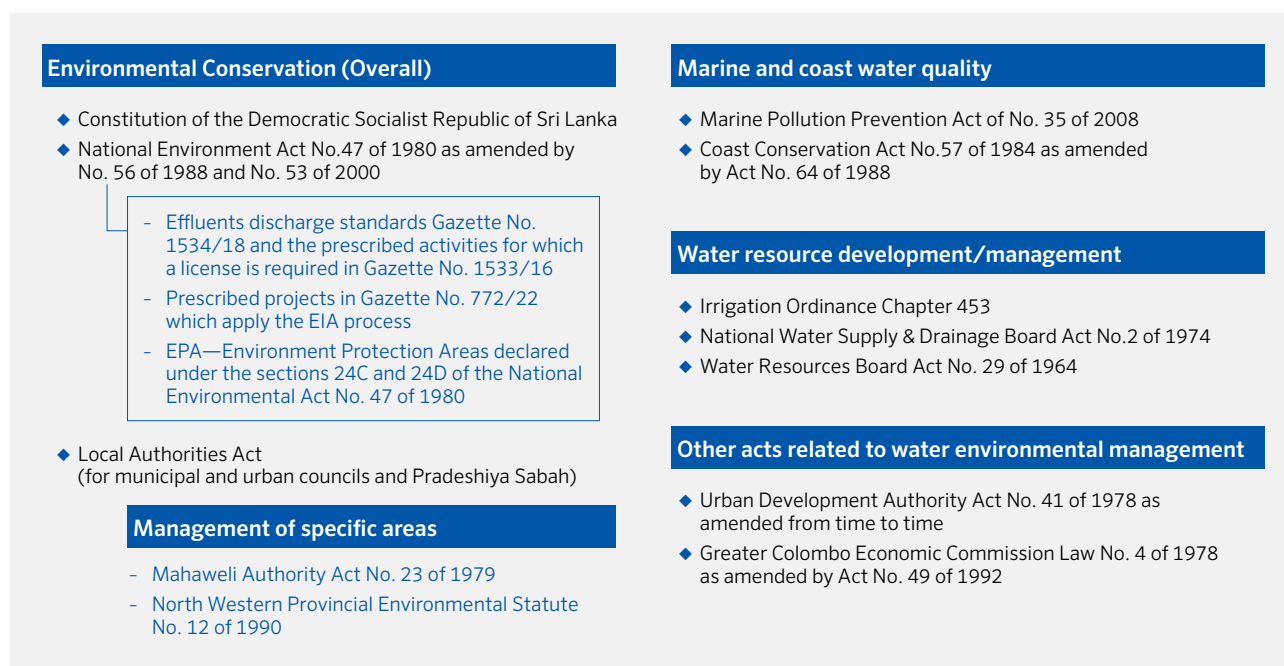 Environmental Conservation (Overall)
◆ Constitution of the Democratic Socialist Republic of Sri Lanka
◆ National Environment Act No.47 of 1980 as amended by
No. 56 of 1988 and No. 53 of 2000
– Effluents discharge standards Gazette No.
1534/18 and the prescribed activities for which
a license is required in Gazette No. 1533/16
– Prescribed projects in Gazette No. 772/22
which apply the EIA process
– EPA—Environment Protection Areas declared
under the sections 24C and 24D of the National
Environmental Act No. 47 of 1980
◆ Local Authorities Act
(for municipal and urban councils and Pradeshiya Sabah)
Management of specific areas
– Mahaweli Authority Act No. 23 of 1979
– North Western Provincial Environmental Statute
No. 12 of 1990
Marine and coast water quality
◆ Marine Pollution Prevention Act of No. 35 of 2008
◆ Coast Conservation Act No.57 of 1984 as amended
by Act No. 64 of 1988
Water resource development/management
◆ Irrigation Ordinance Chapter 453
◆ National Water Supply & Drainage Board Act No.2 of 1974
◆ Water Resources Board Act No. 29 of 1964
Other acts related to water environmental management
◆ Urban Development Authority Act No. 41 of 1978 as
amended from time to time
◆ Greater Colombo Economic Commission Law No. 4 of 1978
as amended by Act No. 49 of 1992